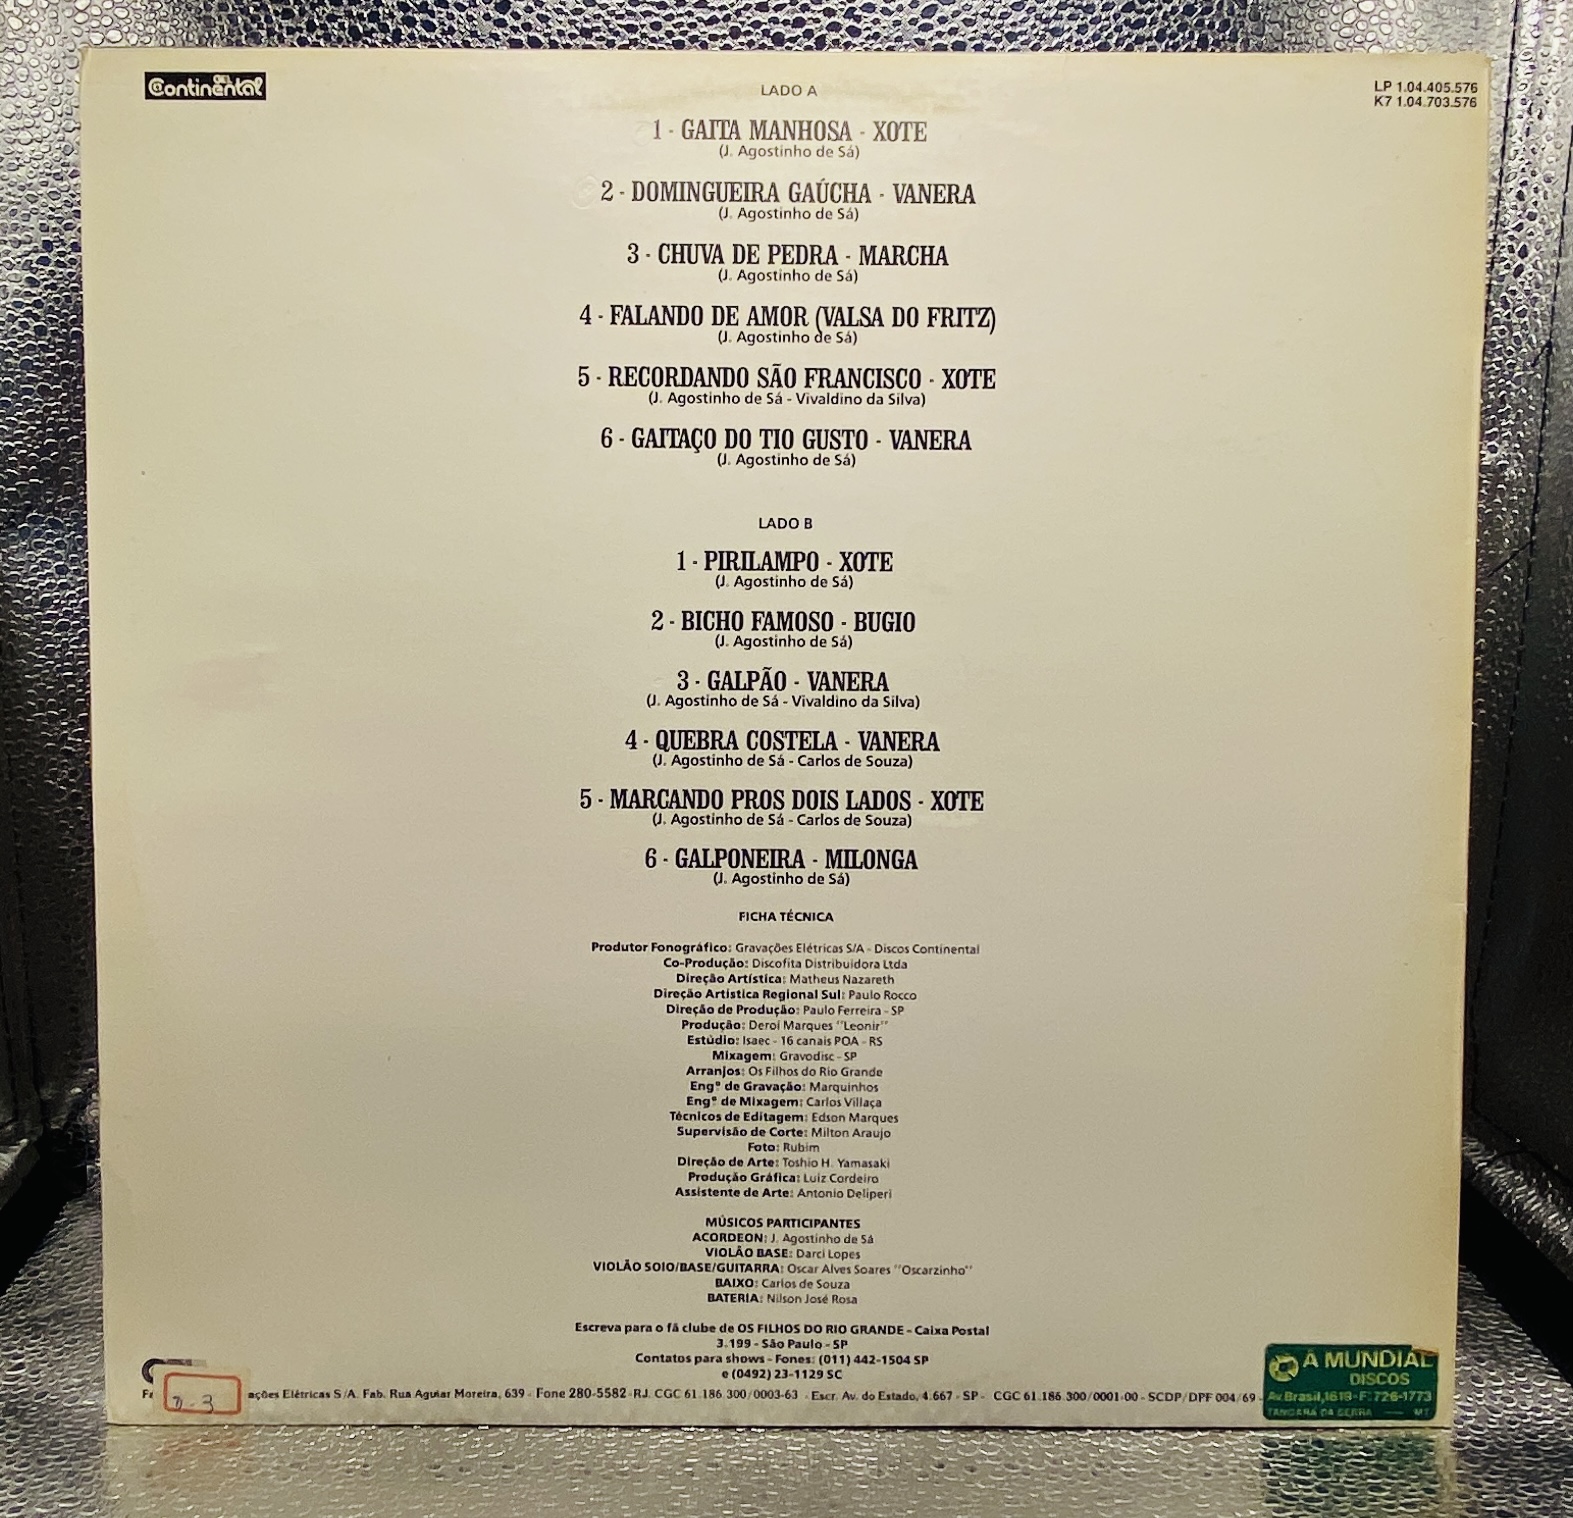 Continental
LP 1.04.405.576
K7 1.04.703.576
LADO A
1 - GAITA MANHOSA - XOTE
(J. Agostinho de Sá)
2 - DOMINGUEIRA GAÚCHA - VANERA
(J. Agostinho de Sá)
3 - CHUVA DE PEDRA - MARCHA
(J. Agostinho de Sá)
4 - FALANDO DE AMOR (VALSA DO FRITZ)
(J. Agostinho de Sá)
5 - RECORDANDO SÃO FRANCISCO - XOTE
(J. Agostinho de Sá - Vivaldino da Silva)
6 - GAITAÇO DO TIO GUSTO - VANERA
(J. Agostinho de Sá)
LADO B
1 - PIRILAMPO - XOTE
(J. Agostinho de Sá)
2 - BICHO FAMOSO - BUGIO
(J. Agostinho de Sá)
3 - GALPÃO - VANERA
(J. Agostinho de Sá - Vivaldino da Silva)
4 - QUEBRA COSTELA - VANERA
(J. Agostinho de Sá - Carlos de Souza)
5 - MARCANDO PROS DOIS LADOS - XOTE
(J. Agostinho de Sá - Carlos de Souza)
6 - GALPONEIRA - MILONGA
(J. Agostinho de Sá)
FICHA TÉCNICA
Produtor Fonográfico: Gravações Elétricas S/A - Discos Continental
Co-Produção: Discofita Distribuidora Ltda
Direção Artística: Matheus Nazareth
Direção Artística Regional Sul: Paulo Rocco
Direção de Produção: Paulo Ferreira - SP
Produção: Deroi Marques "Leonir"
Estúdio: Isaec - 16 canais POA - RS
Mixagem: Gravodisc - SP
Arranjos: Os Filhos do Rio Grande
Engº de Gravação: Marquinhos
Engº de Mixagem: Carlos Villaça
Técnicos de Editagem: Edson Marques
Supervisão de Corte: Milton Araujo
Foto: Rubim
Direção de Arte: Toshio H. Yamasaki
Produção Gráfica: Luiz Cordeiro
Assistente de Arte: Antonio Deliperi
MÚSICOS PARTICIPANTES
ACORDEON: J. Agostinho de Sá
VIOLÃO BASE: Darci Lopes
VIOLÃO SOIO/BASE/GUITARRA: Oscar Alves Soares "Oscarzinho"
BAIXO: Carlos de Souza
BATERIA: Nilson José Rosa
Escreva para o fã clube de OS FILHOS DO RIO GRANDE - Caixa Postal
3.199 - São Paulo - SP
Contatos para shows - Fones: (011) 442-1504 SP
e (0492) 23-1129 SC
ações Elétricas S/A. Fab. Rua Aguiar Moreira, 639 - Fone 280-5582 - RJ. CGC 61.186.300/0003-63 - Escr. Av. do Estado, 4.667 - SP - CGC 61.186.300/0001-00 - SCDP/DPF 004/69 -
A MUNDIAL
DISCOS
Av. Brasil, 1619 - F: 726-1773
TANGARÁ DA SERRA — MT